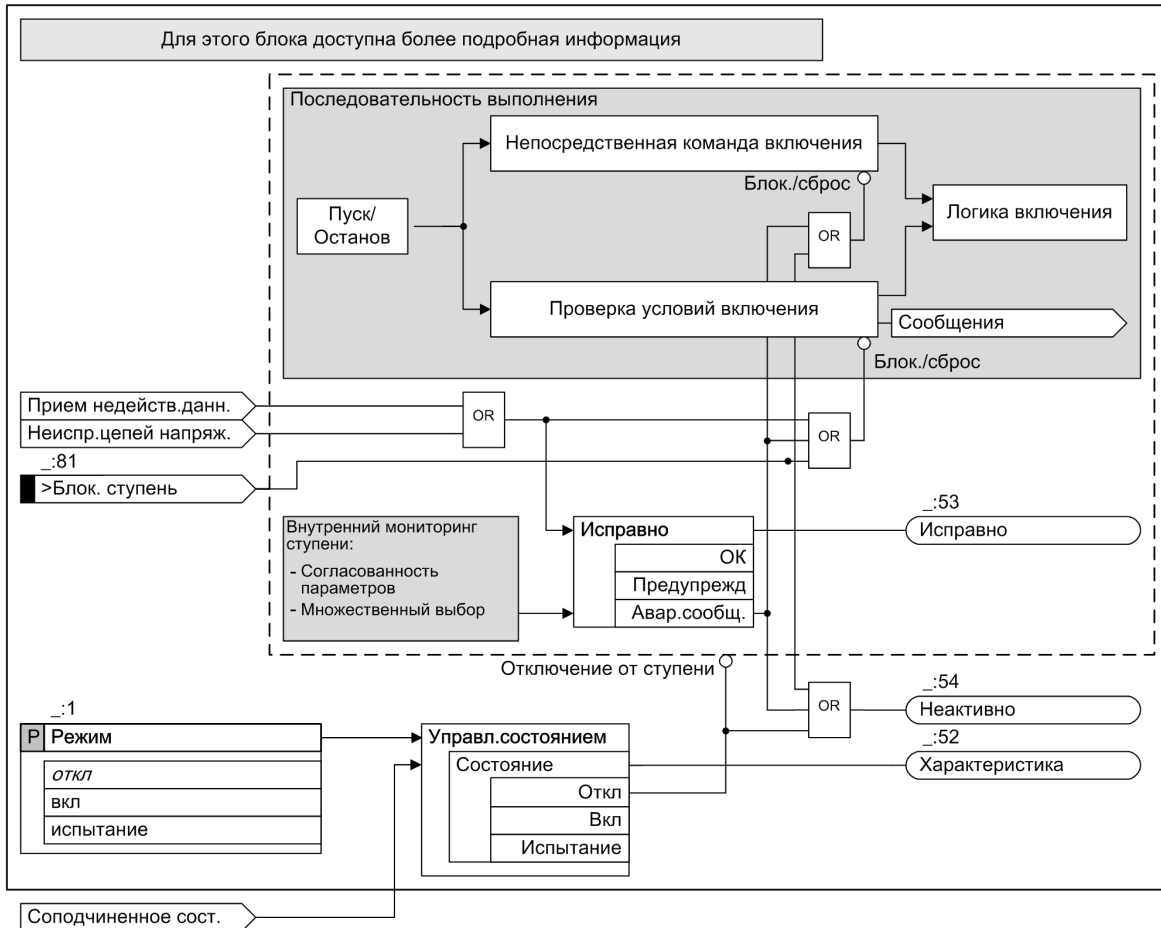 Для этого блока доступна более подробная информация
Последовательность выполнения
Непосредственная команда включения
Блок./сброс
Пуск/
Останов
OR
Логика включения
Проверка условий включения
Сообщения
Блок./сброс
Прием недейств.данн.
Неиспр.цепей напряж.
OR
OR
_:81
>Блок. ступень
Внутренний мониторинг
ступени:
- Согласованность
параметров
- Множественный выбор
Исправно
ОК
Предупрежд
Авар.сообщ.
_:53
Исправно
Отключение от ступени
OR
_:54
Неактивно
_:52
Характеристика
_:1
P Режим
откл
вкл
испытание
Управл.состоянием
Состояние
Откл
Вкл
Испытание
Соподчиненное сост.